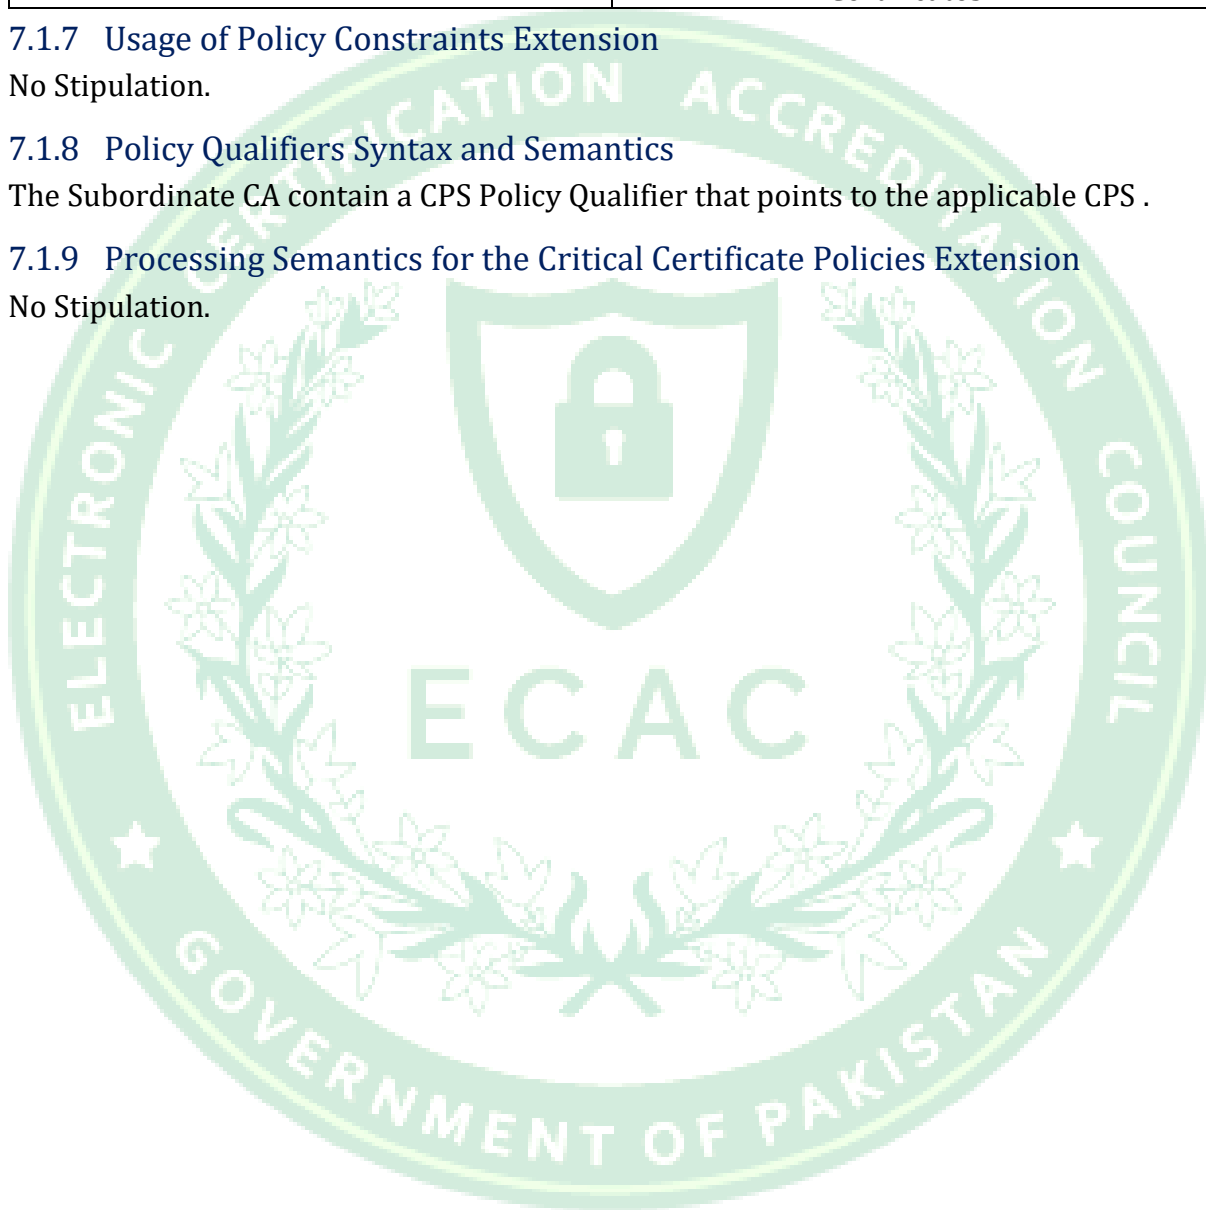 7.1.7 Usage of Policy Constraints Extension
No Stipulation.
7.1.8 Policy Qualifiers Syntax and Semantics
The Subordinate CA contain a CPS Policy Qualifier that points to the applicable CPS .
7.1.9 Processing Semantics for the Critical Certificate Policies Extension
No Stipulation.
ELECTRONIC CERTIFICATION ACCREDITATION COUNCIL
ECAC
GOVERNMENT OF PAKISTAN